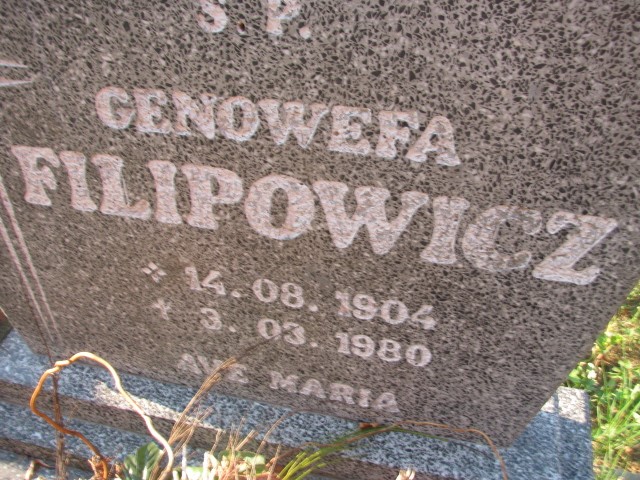 Ś. P.
GENOWEFA
FILIPOWICZ
* 14. 08. 1904
+ 3. 03. 1980
AVE MARIA